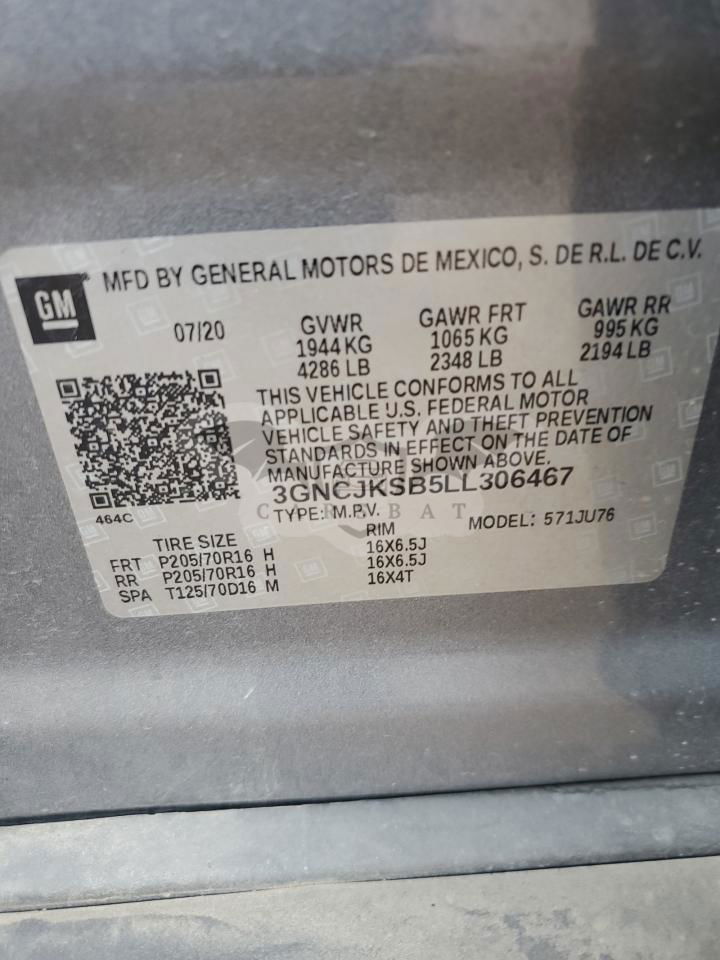 GM
MFD BY GENERAL MOTORS DE MEXICO, S. DE R.L. DE C.V.
07/20 GVWR GAWR FRT GAWR RR
1944 KG 1065 KG 995 KG
4286 LB 2348 LB 2194 LB
THIS VEHICLE CONFORMS TO ALL
APPLICABLE U.S. FEDERAL MOTOR
VEHICLE SAFETY AND THEFT PREVENTION
STANDARDS IN EFFECT ON THE DATE OF
MANUFACTURE SHOWN ABOVE.
3GNCJKSB5LL306467
464C
CARSBAT
TYPE: M.P.V. MODEL: 571JU76
TIRE SIZE RIM
FRT P205/70R16 H 16X6.5J
RR P205/70R16 H 16X6.5J
SPA T125/70D16 M 16X4T